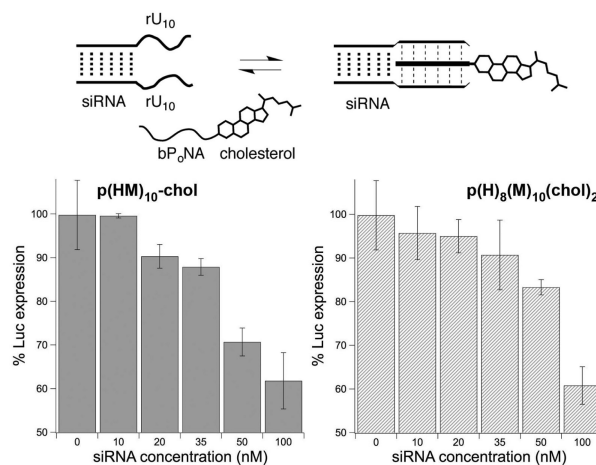 rU10
siRNA
rU10
siRNA
bPoNA cholesterol
p(HM)10-chol
% Luc expression
100
90
80
70
60
50
0 10 20 35 50 100
siRNA concentration (nM)
p(H)8(M)10(chol)2
% Luc expression
100
90
80
70
60
50
0 10 20 35 50 100
siRNA concentration (nM)